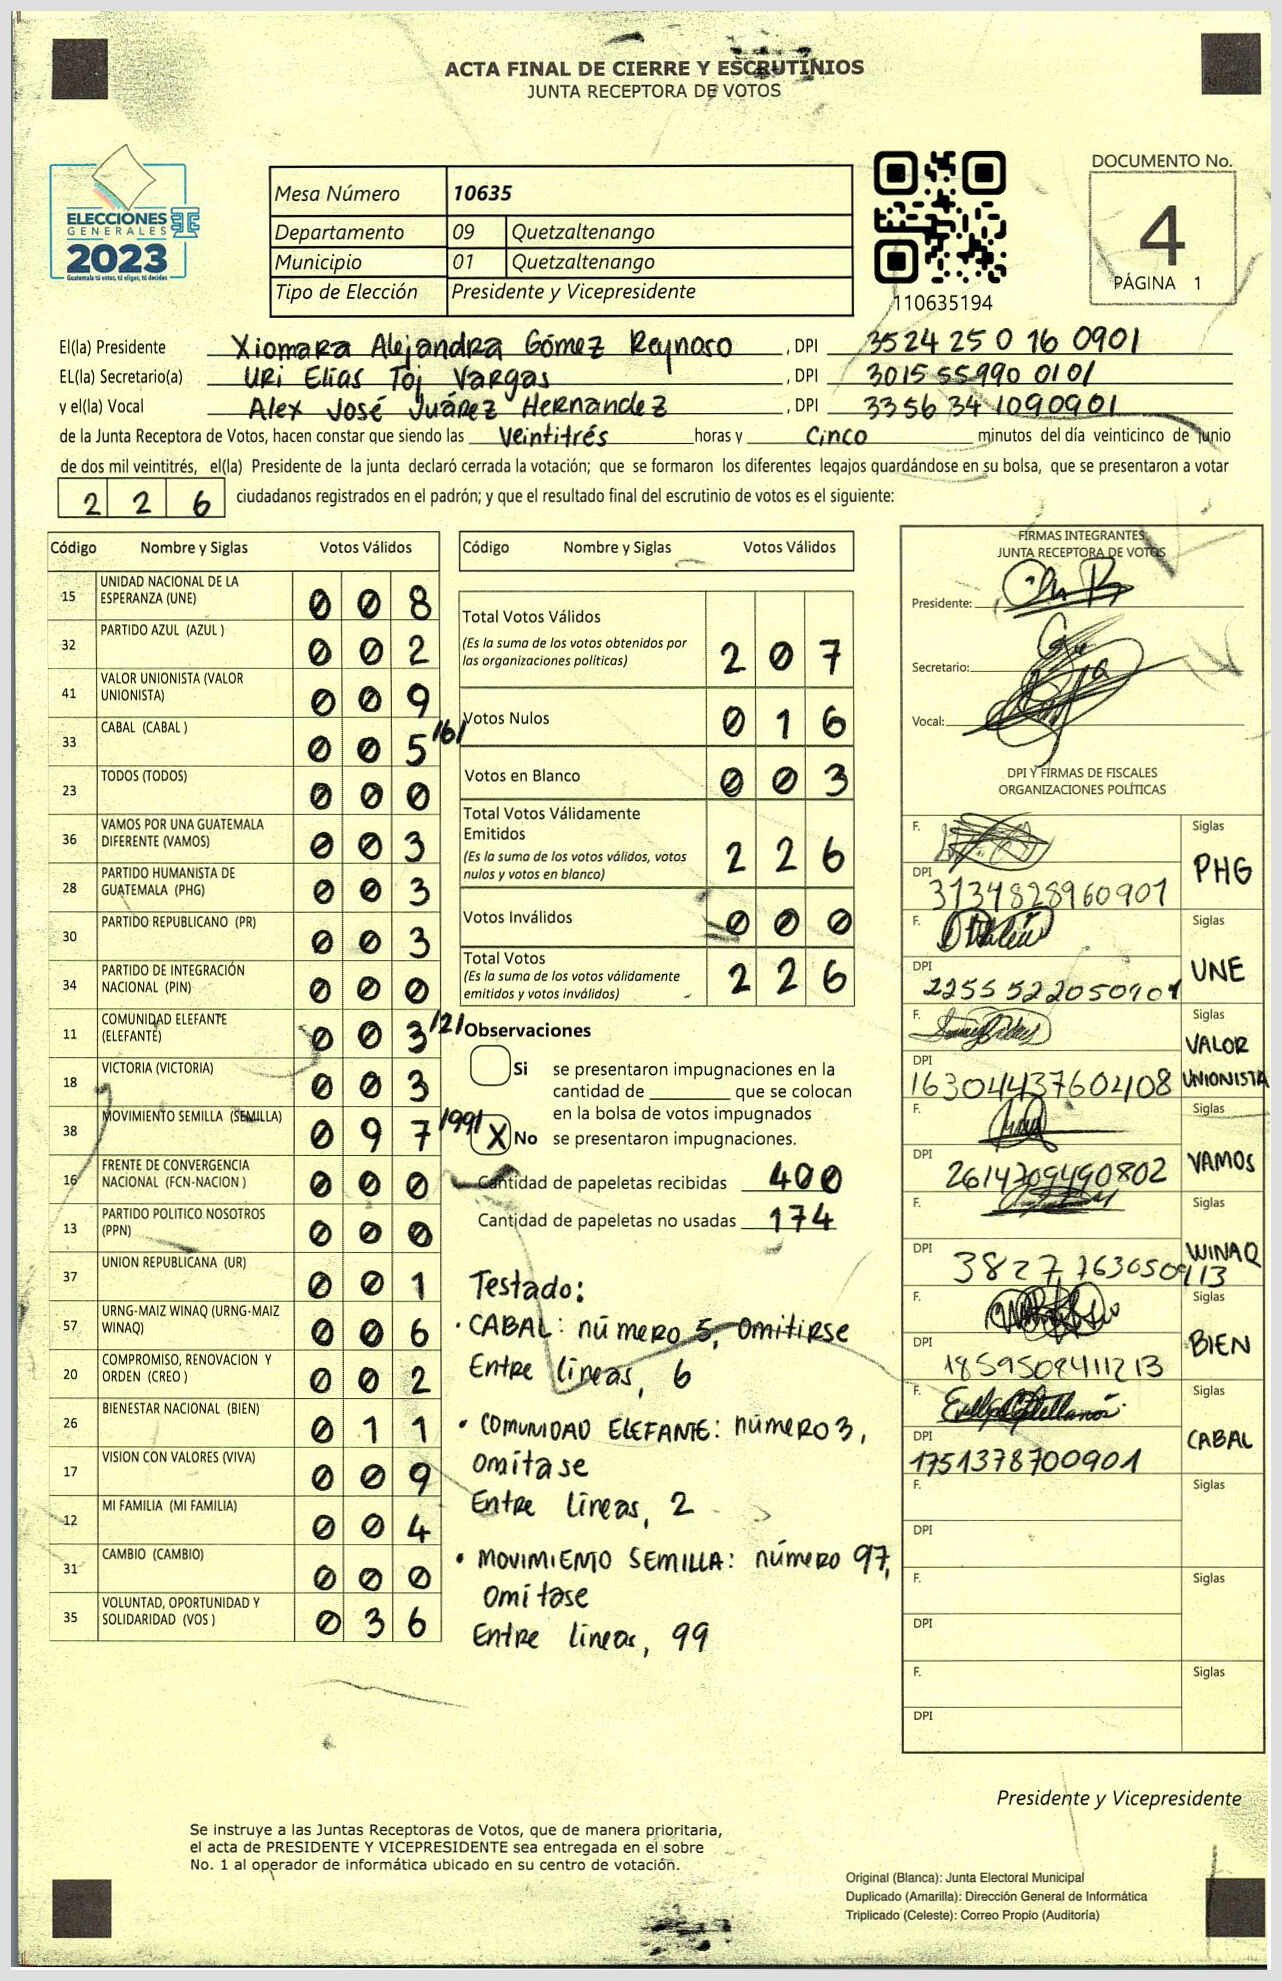 ACTA FINAL DE CIERRE Y ESCRUTINIOS
JUNTA RECEPTORA DE VOTOS
ELECCIONES
GENERALES
2023
Guatemala tú votas, tú eliges, tú decides
Mesa Número 10635
Departamento 09 Quetzaltenango
Municipio 01 Quetzaltenango
Tipo de Elección Presidente y Vicepresidente
110635194
DOCUMENTO No.
4
PÁGINA 1
El(la) Presidente Xiomara Alejandra Gómez Reynoso , DPI 3524 25 0 16 0901
EL(la) Secretario(a) Uri Elías Toj Vargas , DPI 3015 55990 0101
y el(la) Vocal Alex José Juárez Hernandez , DPI 3356 34 1090901
de la Junta Receptora de Votos, hacen constar que siendo las Veintitrés horas y Cinco minutos del día veinticinco de junio
de dos mil veintitrés, el(la) Presidente de la junta declaró cerrada la votación; que se formaron los diferentes legajos guardándose en su bolsa, que se presentaron a votar
2 2 6 ciudadanos registrados en el padrón; y que el resultado final del escrutinio de votos es el siguiente:
Código Nombre y Siglas Votos Válidos
15 UNIDAD NACIONAL DE LA ESPERANZA (UNE) 0 0 8
32 PARTIDO AZUL (AZUL ) 0 0 2
41 VALOR UNIONISTA (VALOR UNIONISTA) 0 0 9
33 CABAL (CABAL ) 0 0 5 /6/
23 TODOS (TODOS) 0 0 0
36 VAMOS POR UNA GUATEMALA DIFERENTE (VAMOS) 0 0 3
28 PARTIDO HUMANISTA DE GUATEMALA (PHG) 0 0 3
30 PARTIDO REPUBLICANO (PR) 0 0 3
34 PARTIDO DE INTEGRACIÓN NACIONAL (PIN) 0 0 0
11 COMUNIDAD ELEFANTE (ELEFANTE) 0 0 3 /2/
18 VICTORIA (VICTORIA) 0 0 3
38 MOVIMIENTO SEMILLA (SEMILLA) 0 9 7 /99/
16 FRENTE DE CONVERGENCIA NACIONAL (FCN-NACION ) 0 0 0
13 PARTIDO POLITICO NOSOTROS (PPN) 0 0 0
37 UNION REPUBLICANA (UR) 0 0 1
57 URNG-MAIZ WINAQ (URNG-MAIZ WINAQ) 0 0 6
20 COMPROMISO, RENOVACION Y ORDEN (CREO ) 0 0 2
26 BIENESTAR NACIONAL (BIEN) 0 1 1
17 VISION CON VALORES (VIVA) 0 0 9
12 MI FAMILIA (MI FAMILIA) 0 0 4
31 CAMBIO (CAMBIO) 0 0 0
35 VOLUNTAD, OPORTUNIDAD Y SOLIDARIDAD (VOS ) 0 3 6
Código Nombre y Siglas Votos Válidos
Total Votos Válidos
(Es la suma de los votos obtenidos por
las organizaciones políticas) 2 0 7
Votos Nulos 0 1 6
Votos en Blanco 0 0 3
Total Votos Válidamente
Emitidos
(Es la suma de los votos válidos, votos
nulos y votos en blanco) 2 2 6
Votos Inválidos 0 0 0
Total Votos
(Es la suma de los votos válidamente
emitidos y votos inválidos) 2 2 6
Observaciones
Si se presentaron impugnaciones en la
cantidad de ________ que se colocan
en la bolsa de votos impugnados
X No se presentaron impugnaciones.
Cantidad de papeletas recibidas 400
Cantidad de papeletas no usadas 174
Testado:
• CABAL: número 5, omitirse
Entre líneas, 6
• COMUNIDAD ELEFANTE: número 3,
omítase
Entre líneas, 2
• MOVIMIENTO SEMILLA: número 97,
omítase
Entre líneas, 99
FIRMAS INTEGRANTES
JUNTA RECEPTORA DE VOTOS
Presidente:
Secretario:
Vocal:
DPI Y FIRMAS DE FISCALES
ORGANIZACIONES POLÍTICAS
F. Siglas
DPI 3134828960901 PHG
F. Siglas
DPI 2255 522050901 UNE
F. Siglas
DPI 1630443760408 VALOR UNIONISTA
F. Siglas
DPI 2614709490802 VAMOS
F. Siglas
DPI 3827 763050913 WINAQ
F. Siglas
DPI 1859508411213 BIEN
F. Siglas
DPI 1751378700901 CABAL
F. Siglas
DPI
F. Siglas
DPI
F. Siglas
DPI
Presidente y Vicepresidente
Se instruye a las Juntas Receptoras de Votos, que de manera prioritaria,
el acta de PRESIDENTE Y VICEPRESIDENTE sea entregada en el sobre
No. 1 al operador de informática ubicado en su centro de votación.
Original (Blanca): Junta Electoral Municipal
Duplicado (Amarilla): Dirección General de Informática
Triplicado (Celeste): Correo Propio (Auditoría)